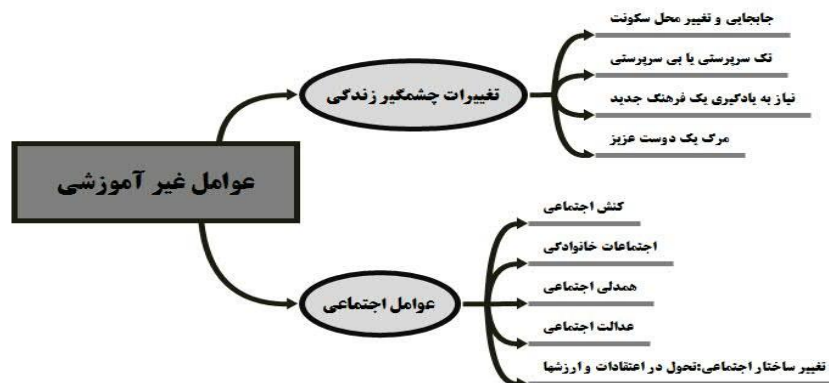 عوامل غیر آموزشی
تغییرات چشمگیر زندگی
جابجایی و تغییر محل سکونت
تک سرپرستی یا بی سرپرستی
نیاز به یادگیری یک فرهنگ جدید
مرگ یک دوست عزیز
عوامل اجتماعی
کنش اجتماعی
اجتماعات خانوادگی
همدلی اجتماعی
عدالت اجتماعی
تغییر ساختار اجتماعی:تحول در اعتقادات و ارزشها